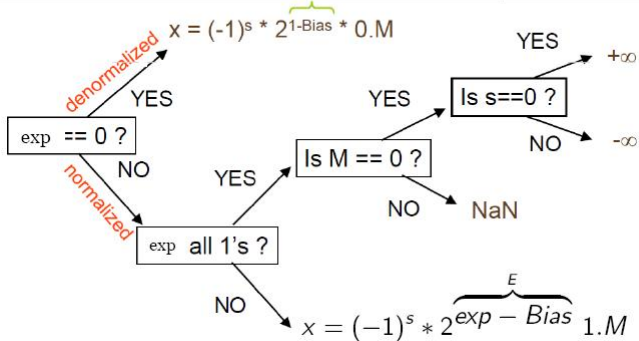 x = (-1)ˢ * 2^{1-Bias} * 0.M
denormalized
YES
exp == 0 ?
NO
normalized
exp all 1's ?
YES
Is M == 0 ?
YES
Is s==0 ?
YES
+∞
NO
-∞
NO
NaN
NO
E
x = (-1)ˢ * 2^{exp - Bias} 1.M